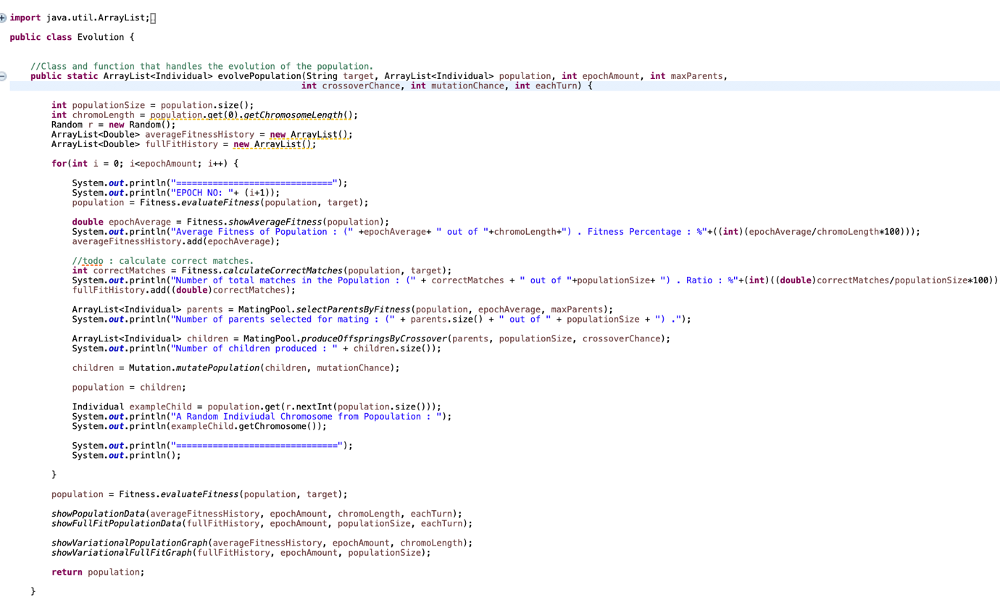 import java.util.ArrayList;
public class Evolution {
//Class and function that handles the evolution of the population.
public static ArrayList<Individual> evolvePopulation(String target, ArrayList<Individual> population, int epochAmount, int maxParents,
int crossoverChance, int mutationChance, int eachTurn) {
int populationSize = population.size();
int chromoLength = population.get(0).getChromosomeLength();
Random r = new Random();
ArrayList<Double> averageFitnessHistory = new ArrayList();
ArrayList<Double> fullFitHistory = new ArrayList();
for(int i = 0; i<epochAmount; i++) {
System.out.println("==============================");
System.out.println("EPOCH NO: "+ (i+1));
population = Fitness.evaluateFitness(population, target);
double epochAverage = Fitness.showAverageFitness(population);
System.out.println("Average Fitness of Population : (" +epochAverage+ " out of "+chromoLength+") . Fitness Percentage : %"+((int)(epochAverage/chromoLength*100)));
averageFitnessHistory.add(epochAverage);
//todo : calculate correct matches.
int correctMatches = Fitness.calculateCorrectMatches(population, target);
System.out.println("Number of total matches in the Population : (" + correctMatches + " out of "+populationSize+ ") . Ratio : %"+(int)((double)correctMatches/populationSize*100))
fullFitHistory.add((double)correctMatches);
ArrayList<Individual> parents = MatingPool.selectParentsByFitness(population, epochAverage, maxParents);
System.out.println("Number of parents selected for mating : (" + parents.size() + " out of " + populationSize + ") .");
ArrayList<Individual> children = MatingPool.produceOffspringsByCrossover(parents, populationSize, crossoverChance);
System.out.println("Number of children produced : " + children.size());
children = Mutation.mutatePopulation(children, mutationChance);
population = children;
Individual exampleChild = population.get(r.nextInt(population.size()));
System.out.println("A Random Indiviudal Chromosome from Popoulation : ");
System.out.println(exampleChild.getChromosome());
System.out.println("===============================");
System.out.println();
}
population = Fitness.evaluateFitness(population, target);
showPopulationData(averageFitnessHistory, epochAmount, chromoLength, eachTurn);
showFullFitPopulationData(fullFitHistory, epochAmount, populationSize, eachTurn);
showVariationalPopulationGraph(averageFitnessHistory, epochAmount, chromoLength);
showVariationalFullFitGraph(fullFitHistory, epochAmount, populationSize);
return population;
}